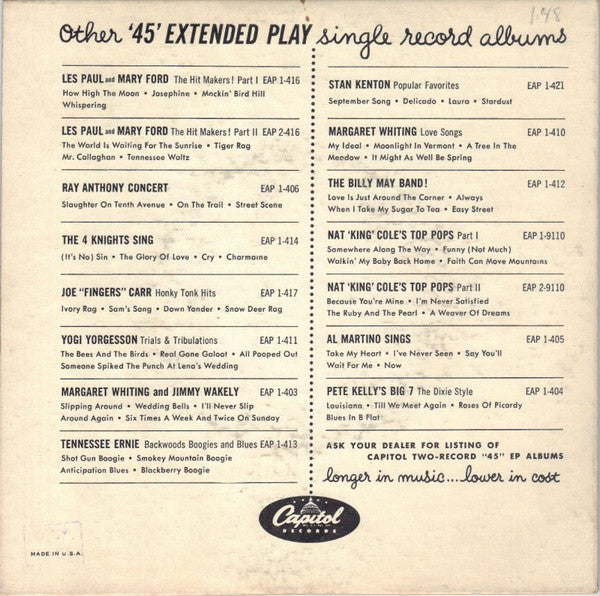 1.48
other '45' EXTENDED PLAY single record albums
LES PAUL and MARY FORD The Hit Makers! Part I EAP 1-416
How High The Moon • Josephine • Mockin' Bird Hill
Whispering
LES PAUL and MARY FORD The Hit Makers! Part II EAP 2-416
The World Is Waiting For The Sunrise • Tiger Rag
Mr. Callaghan • Tennessee Waltz
RAY ANTHONY CONCERT EAP 1-406
Slaughter On Tenth Avenue • On The Trail • Street Scene
THE 4 KNIGHTS SING EAP 1-414
(It's No) Sin • The Glory Of Love • Cry • Charmaine
JOE "FINGERS" CARR Honky Tonk Hits EAP 1-417
Ivory Rag • Sam's Song • Down Yonder • Snow Deer Rag
YOGI YORGESSON Trials & Tribulations EAP 1-411
The Bees And The Birds • Real Gone Galoot • All Pooped Out
Someone Spiked The Punch At Lena's Wedding
MARGARET WHITING and JIMMY WAKELY EAP 1-403
Slipping Around • Wedding Bells • I'll Never Slip
Around Again • Six Times A Week And Twice On Sunday
TENNESSEE ERNIE Backwoods Boogies and Blues EAP 1-413
Shot Gun Boogie • Smokey Mountain Boogie
Anticipation Blues • Blackberry Boogie
STAN KENTON Popular Favorites EAP 1-421
September Song • Delicado • Laura • Stardust
MARGARET WHITING Love Songs EAP 1-410
My Ideal • Moonlight In Vermont • A Tree In The
Meadow • It Might As Well Be Spring
THE BILLY MAY BAND! EAP 1-412
Love Is Just Around The Corner • Always
When I Take My Sugar To Tea • Easy Street
NAT 'KING' COLE'S TOP POPS Part I EAP 1-9110
Somewhere Along The Way • Funny (Not Much)
Walkin' My Baby Back Home • Faith Can Move Mountains
NAT 'KING' COLE'S TOP POPS Part II EAP 2-9110
Because You're Mine • I'm Never Satisfied
The Ruby And The Pearl • A Weaver Of Dreams
AL MARTINO SINGS EAP 1-405
Take My Heart • I've Never Seen • Say You'll
Wait For Me • Now
PETE KELLY'S BIG 7 The Dixie Style EAP 1-404
Louisiana • Till We Meet Again • Roses Of Picardy
Blues In B Flat
ASK YOUR DEALER FOR LISTING OF
CAPITOL TWO-RECORD "45" EP ALBUMS
longer in music...lower in cost
Capitol
RECORDS
MADE IN U.S.A.